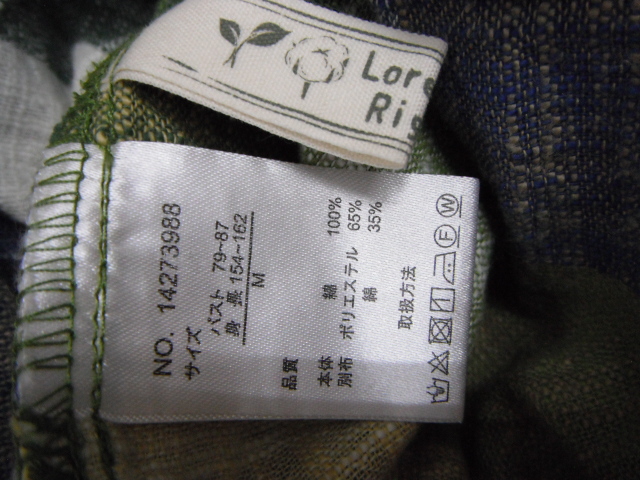 Lore
Rig
NO. 14273988
サイズ
バスト 79~87
身 長 154~162
M
品質
本体 綿 100%
別布 ポリエステル 65%
綿 35%
取扱方法
F W